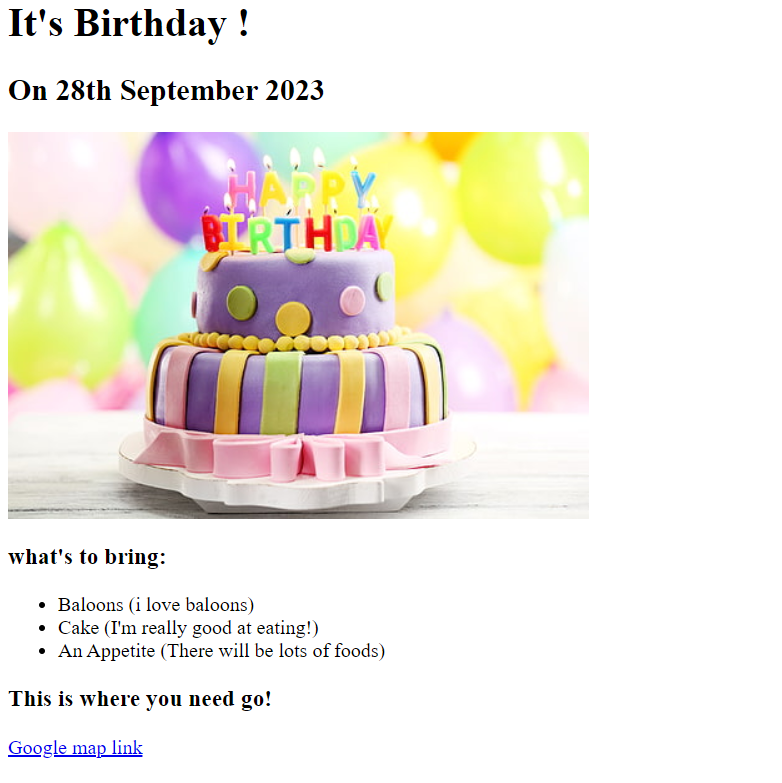 It's Birthday !
On 28th September 2023
HAPPY
BIRTHDAY
what's to bring:
Baloons (i love baloons)
Cake (I'm really good at eating!)
An Appetite (There will be lots of foods)
This is where you need go!
Google map link